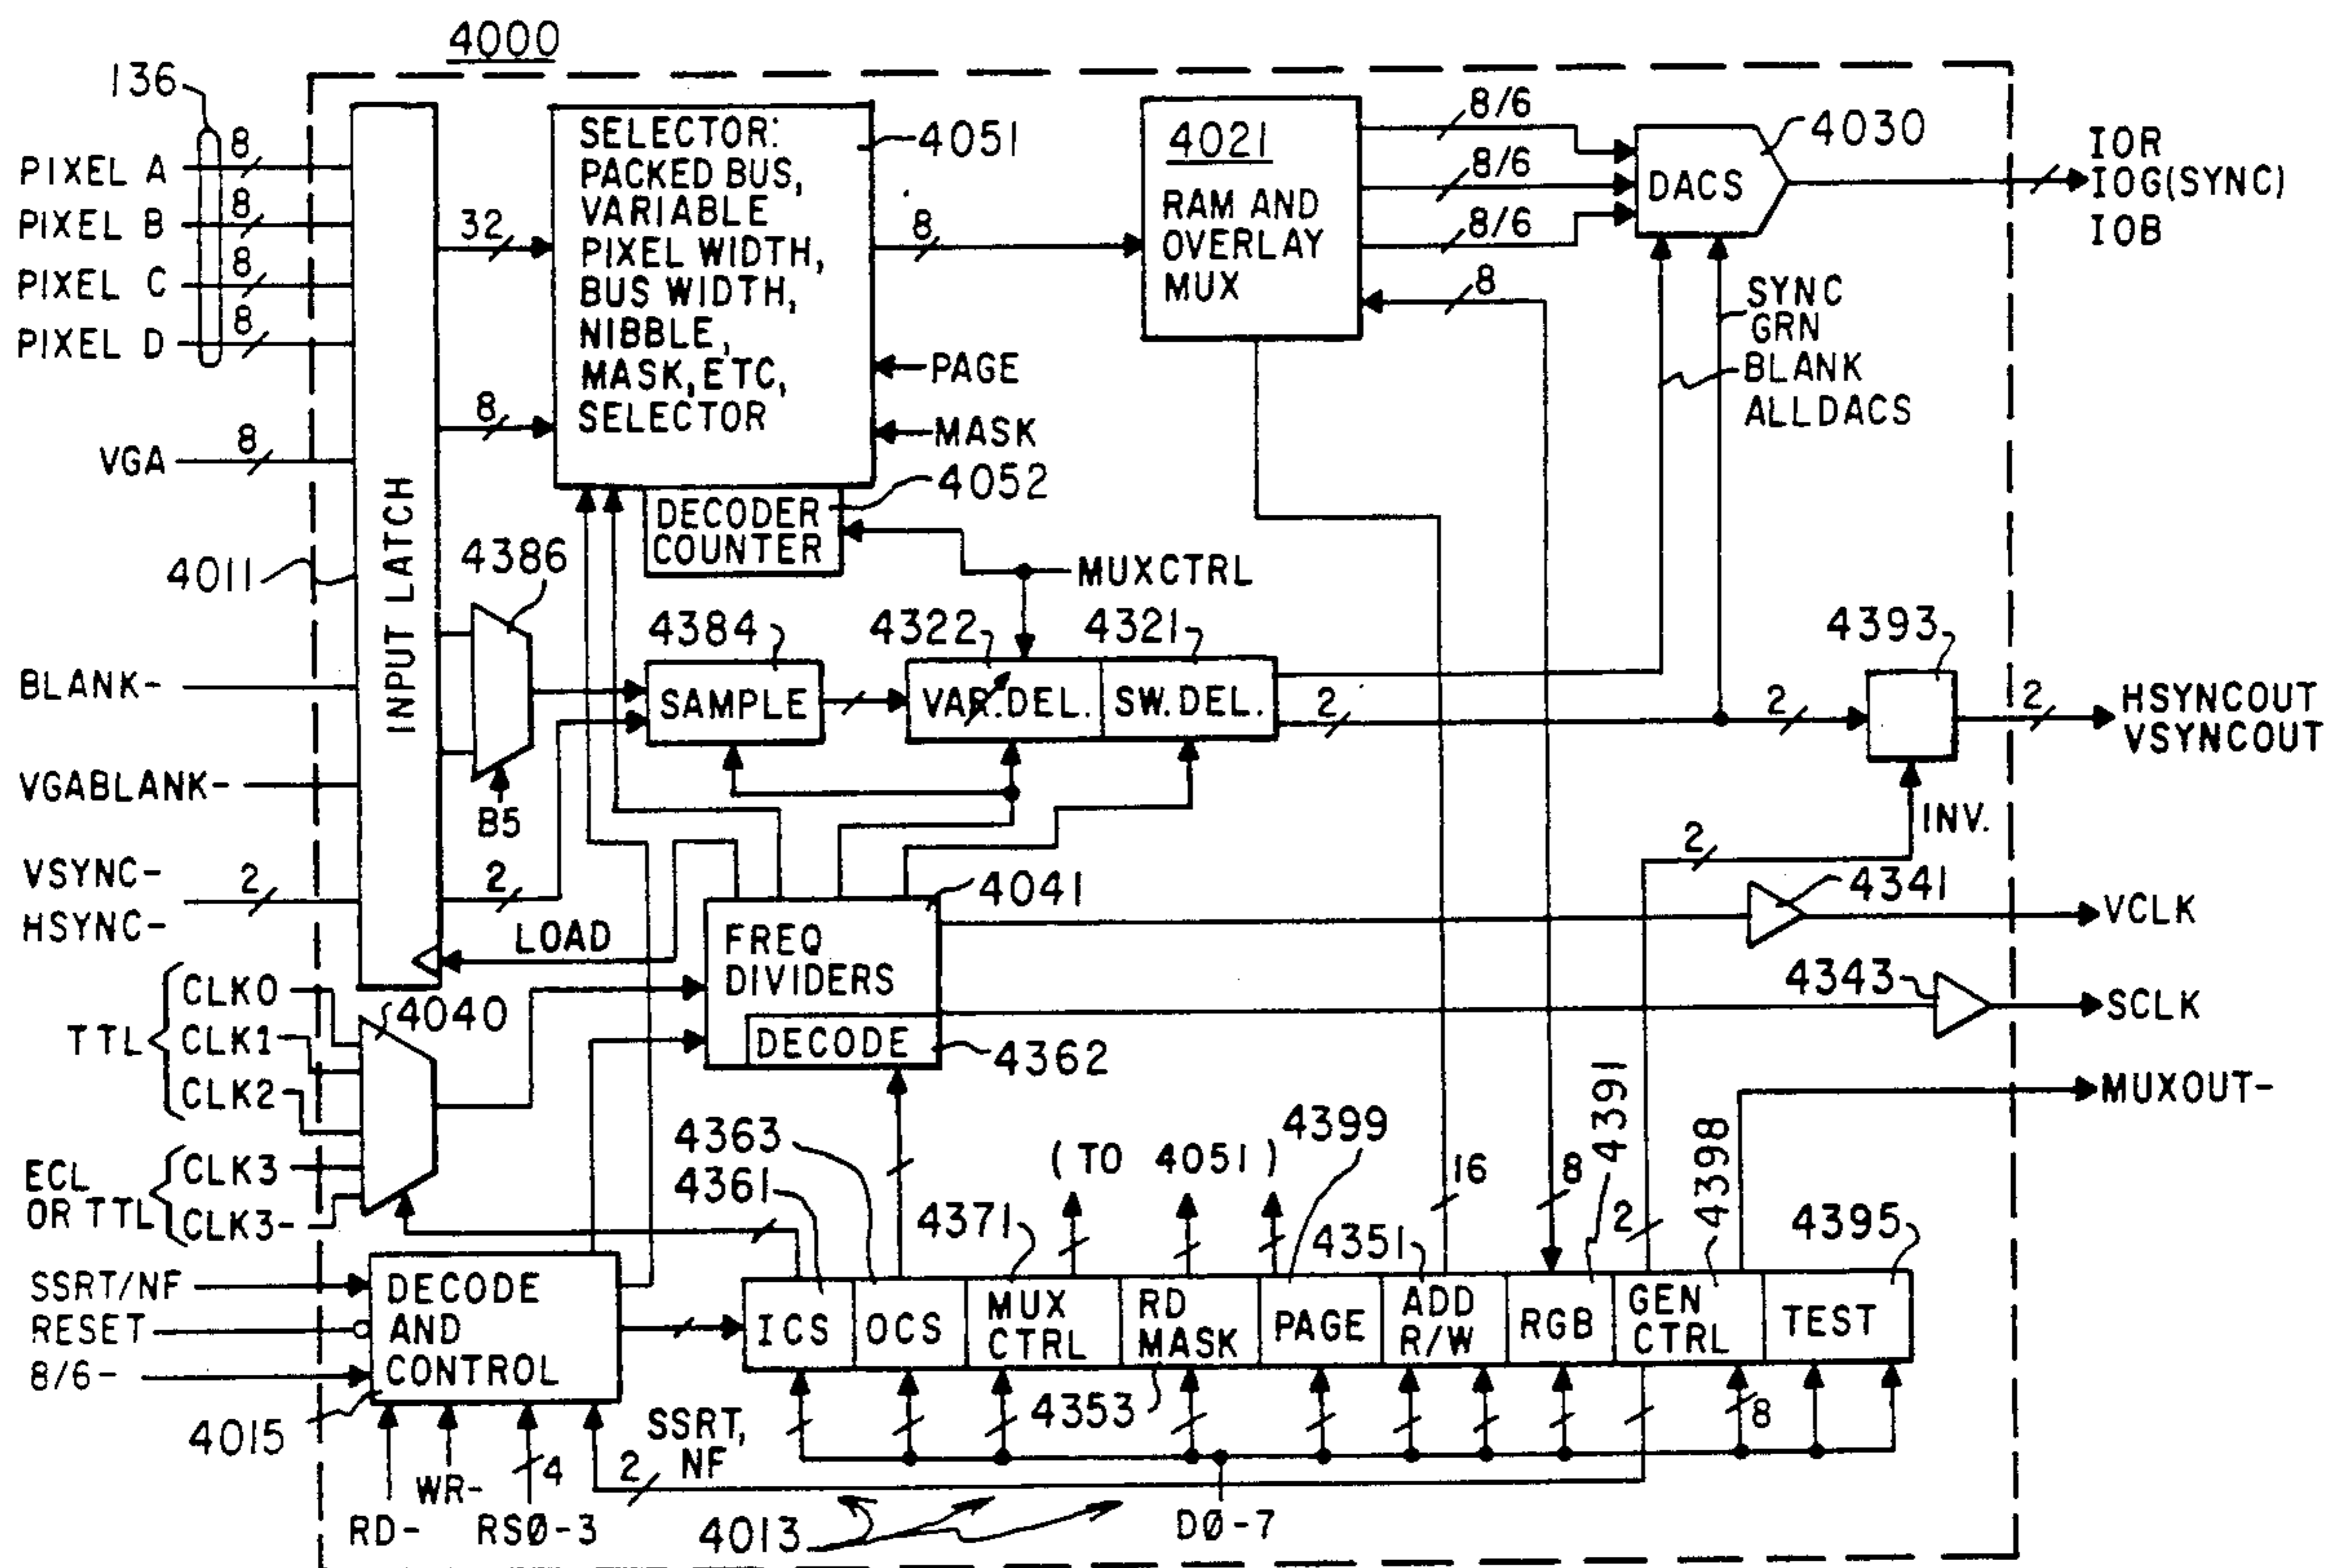 4000
136
PIXEL A
8
PIXEL B
8
PIXEL C
8
PIXEL D
8
VGA
8
4011
BLANK-
VGABLANK-
VSYNC-
HSYNC-
2
INPUT LATCH
32
8
SELECTOR:
PACKED BUS,
VARIABLE
PIXEL WIDTH,
BUS WIDTH,
NIBBLE,
MASK, ETC,
SELECTOR
4051
PAGE
MASK
4052
DECODER
COUNTER
8
4021
RAM AND
OVERLAY
MUX
8/6
8/6
8/6
8
4030
DACS
IOR
IOG(SYNC)
IOB
SYNC
GRN
BLANK
ALLDACS
4386
B5
4384
SAMPLE
MUXCTRL
4322
VAR.DEL.
4321
SW.DEL.
2
2
4393
2
HSYNCOUT
VSYNCOUT
INV.
2
2
LOAD
4041
FREQ
DIVIDERS
DECODE
4362
4341
VCLK
4343
SCLK
MUXOUT-
TTL
CLK0
CLK1
CLK2
4040
ECL
OR TTL
CLK3
CLK3-
4363
4361
4371
(TO 4051)
4399
4351
16
8
4391
2
4398
4395
SSRT/NF
RESET
8/6-
DECODE
AND
CONTROL
4015
ICS
OCS
MUX
CTRL
RD
MASK
PAGE
ADD
R/W
RGB
GEN
CTRL
TEST
4353
8
SSRT,
NF
2
RD-
WR-
4
RS0-3
4013
D0-7